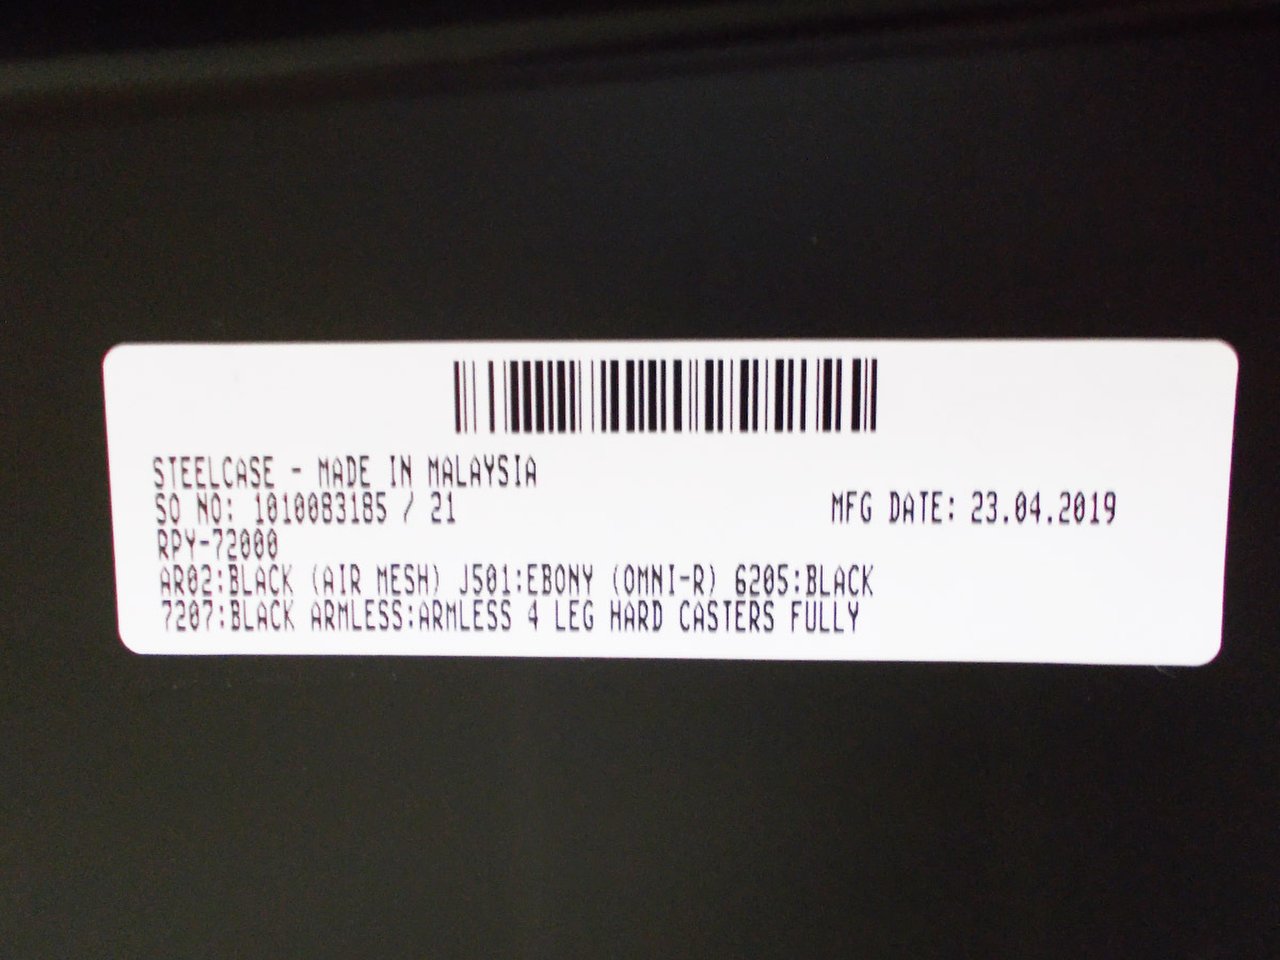 STEELCASE - MADE IN MALAYSIA
SO NO: 1010083185 / 21
MFG DATE: 23.04.2019
RPY-72000
AR02:BLACK (AIR MESH) J501:EBONY (OMNI-R) 6205:BLACK
7207:BLACK ARMLESS:ARMLESS 4 LEG HARD CASTERS FULLY